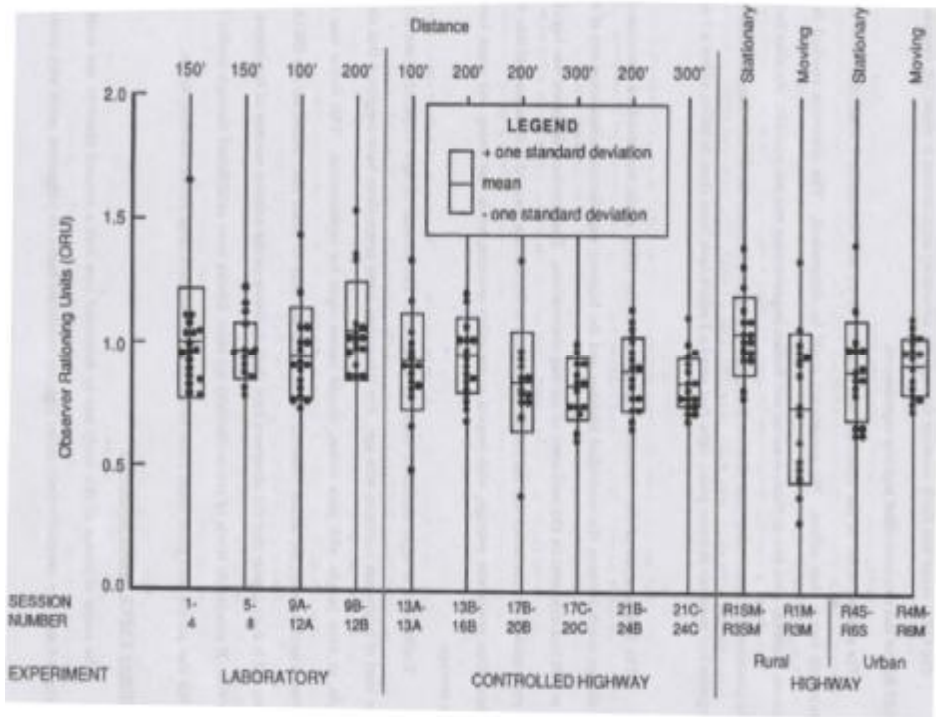 Distance
150' 150' 100' 200' 100' 200' 200' 300' 200' 300' Stationary Moving Stationary Moving
2.0
1.5
1.0
0.5
0.0
Observer Rationing Units (ORU)
LEGEND
+ one standard deviation
mean
- one standard deviation
SESSION 1- 5- 9A- 9B- 13A- 13B- 17B- 17C- 21B- 21C- R1SM- R1M- R4S- R4M-
NUMBER 4 8 12A 12B 13A 16B 20B 20C 24B 24C R3SM R3M R6S R6M
Rural Urban
EXPERIMENT LABORATORY CONTROLLED HIGHWAY HIGHWAY